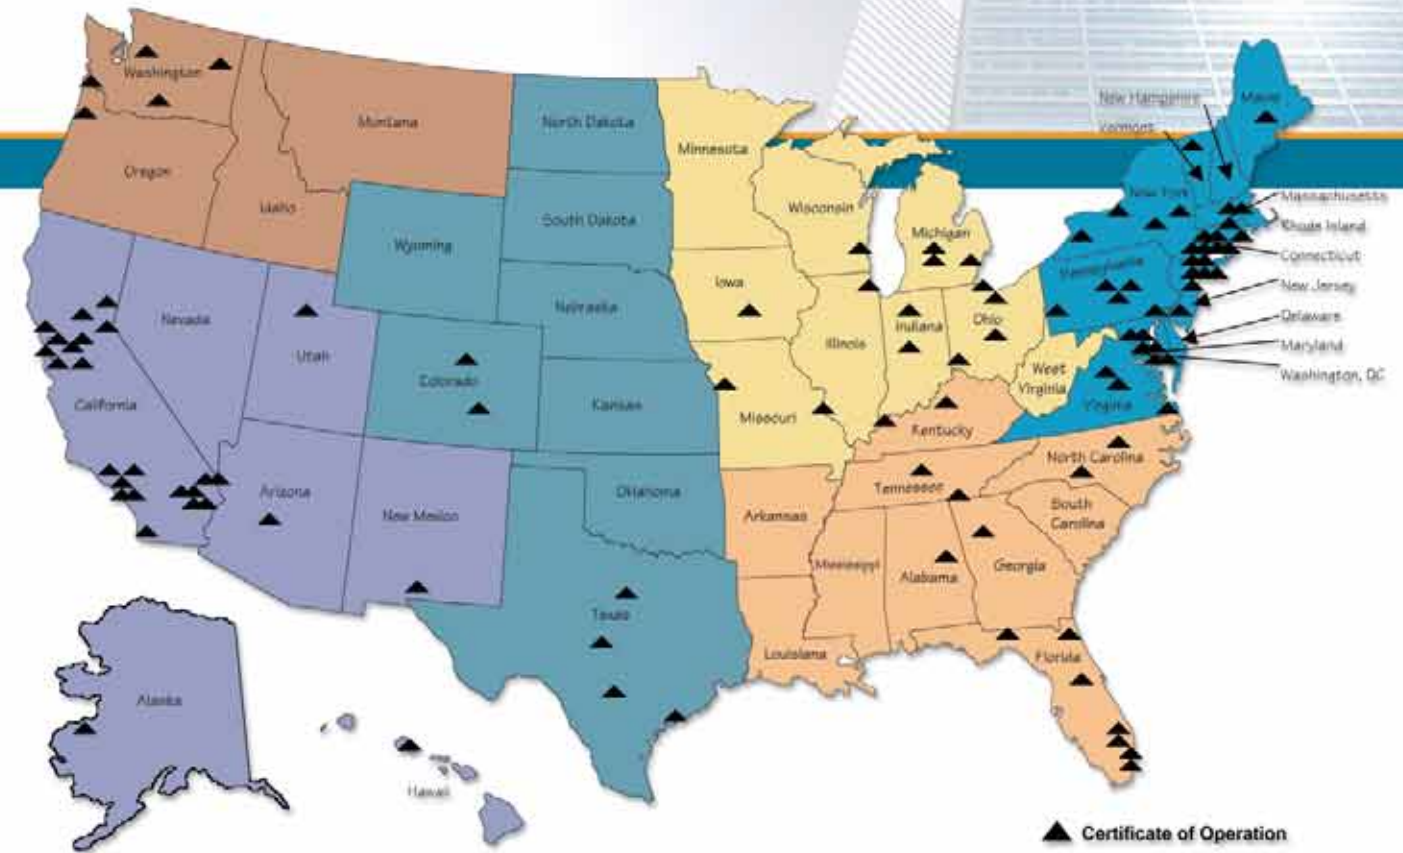 Washington
Montana
Oregon
Idaho
Wyoming
North Dakota
South Dakota
Nebraska
Kansas
Oklahoma
Texas
Colorado
Nevada
Utah
California
Arizona
New Mexico
Alaska
Hawaii
Minnesota
Wisconsin
Michigan
Iowa
Illinois
Indiana
Ohio
Missouri
West
Virginia
Kentucky
Tennessee
North Carolina
South
Carolina
Arkansas
Mississippi
Alabama
Georgia
Louisiana
Florida
Virginia
Pennsylvania
New York
Vermont
New Hampshire
Maine
Massachusetts
Rhode Island
Connecticut
New Jersey
Delaware
Maryland
Washington, DC
Certificate of Operation